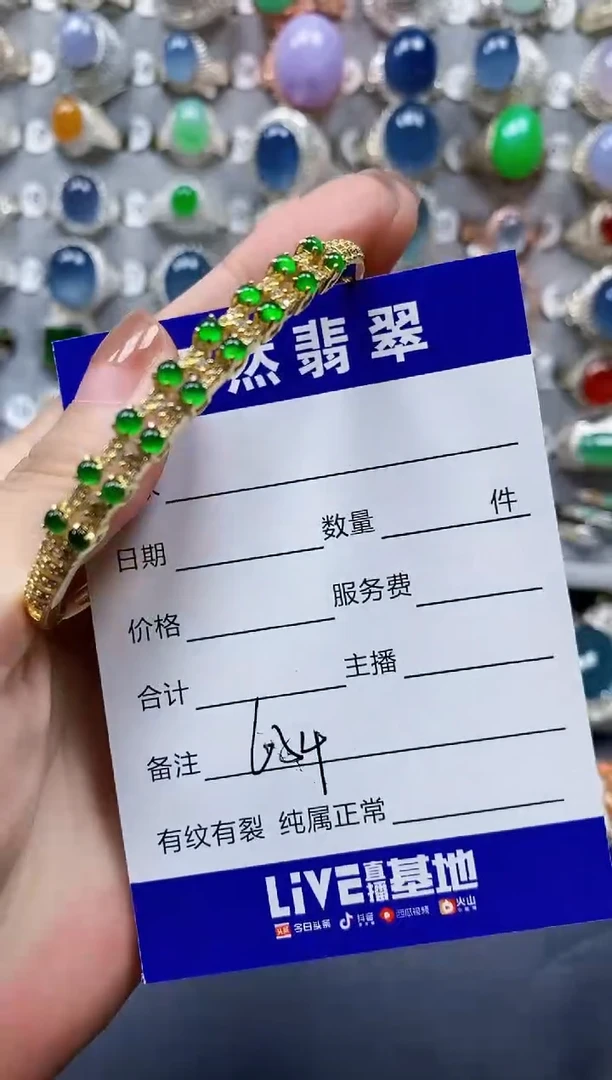 然翡翠
数量 件
日期
服务费
价格
主播
合计
备注 664
有纹有裂 纯属正常
LiVE直播基地
今日头条 抖音 西瓜视频 火山